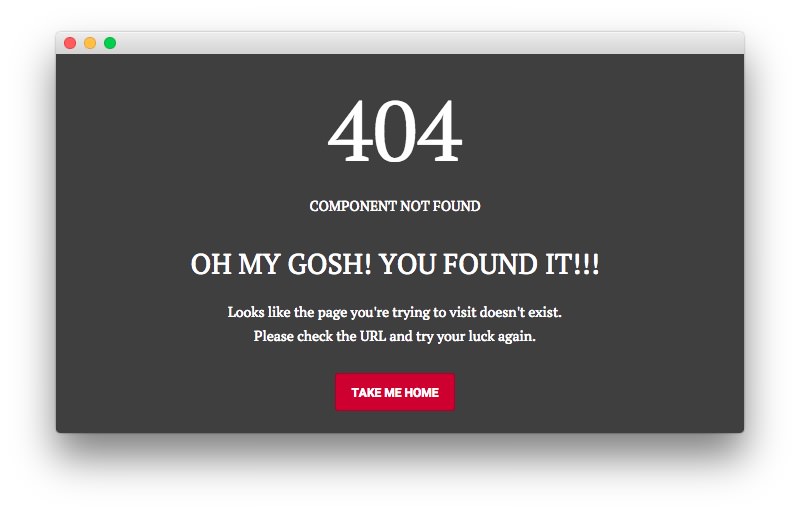 404
COMPONENT NOT FOUND
OH MY GOSH! YOU FOUND IT!!!
Looks like the page you're trying to visit doesn't exist.
Please check the URL and try your luck again.
TAKE ME HOME